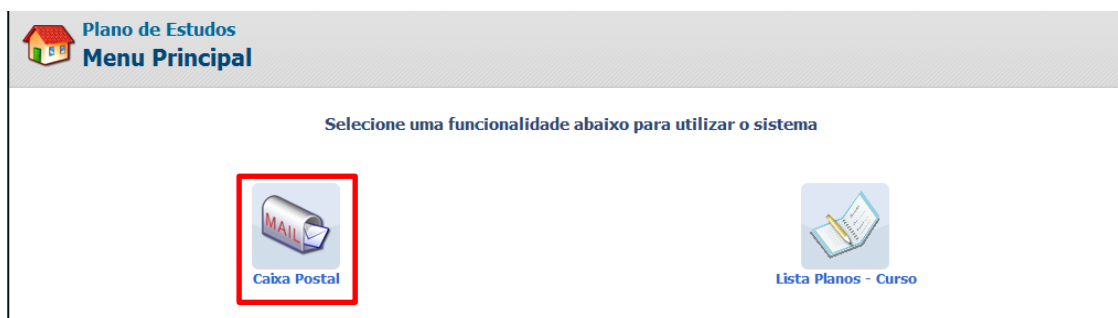 Plano de Estudos
Menu Principal
Selecione uma funcionalidade abaixo para utilizar o sistema
MAIL
Caixa Postal
Lista Planos - Curso